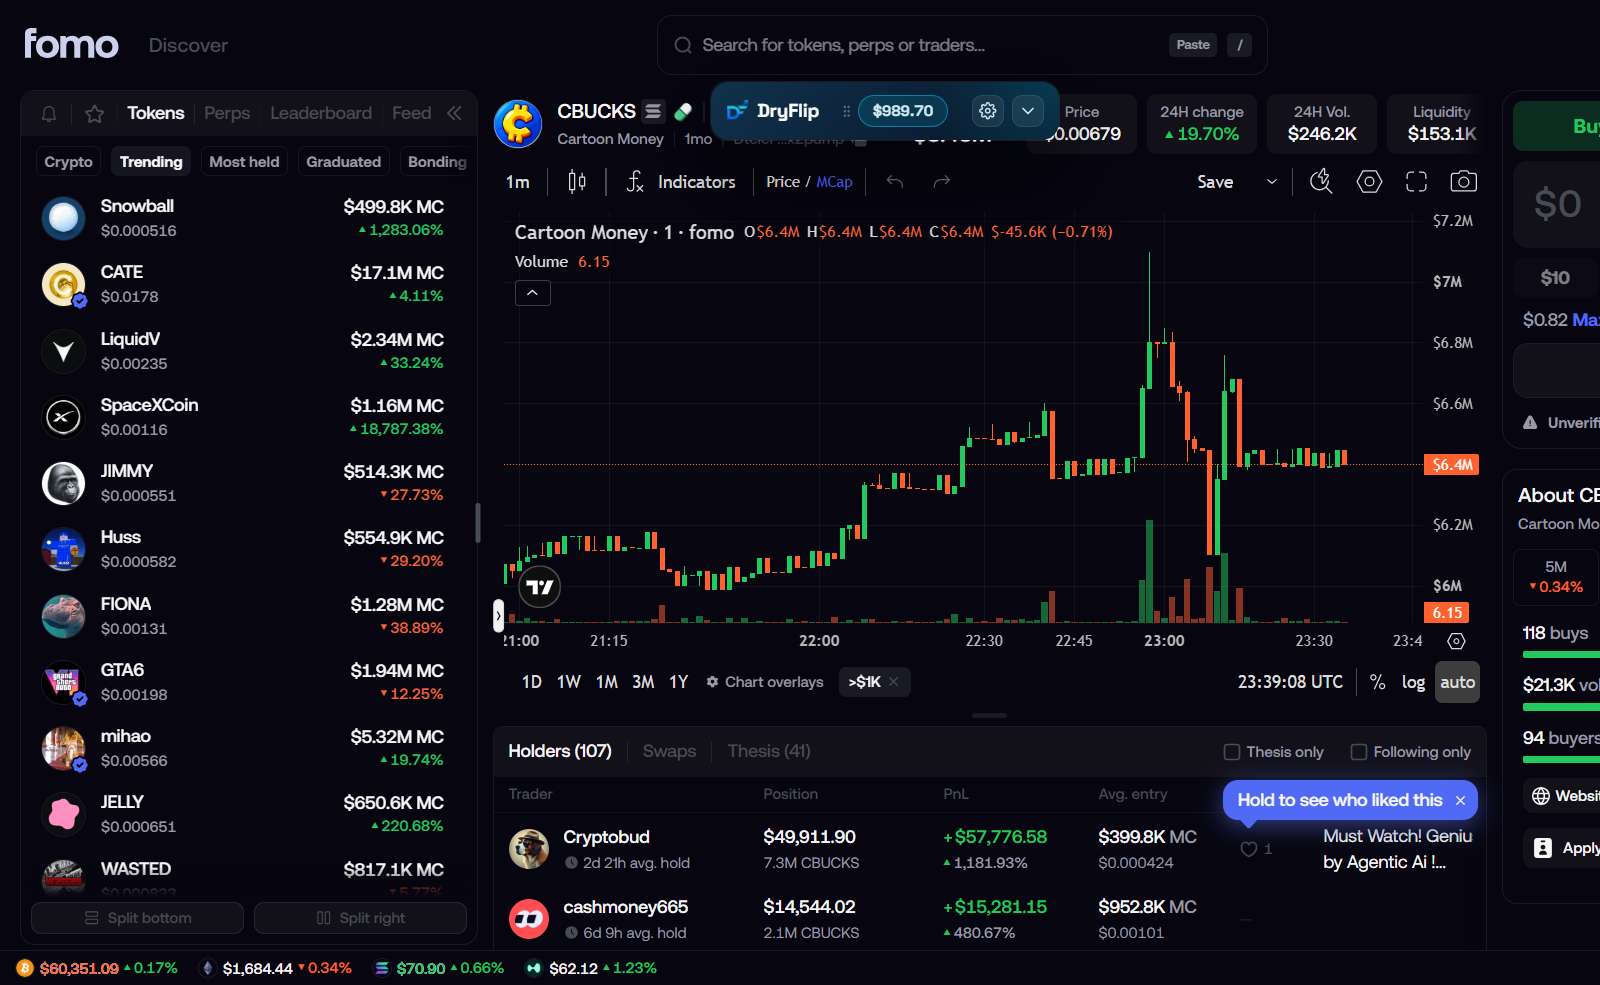 fomo
Discover
Search for tokens, perps or traders...
Paste
/
Tokens
Perps
Leaderboard
Feed
Crypto
Trending
Most held
Graduated
Bonding
Snowball
$499.8K MC
$0.000516
1,283.06%
CATE
$17.1M MC
$0.0178
4.11%
LiquidV
$2.34M MC
$0.00235
33.24%
SpaceXCoin
$1.16M MC
$0.00116
18,787.38%
JIMMY
$514.3K MC
$0.000551
27.73%
Huss
$554.9K MC
$0.000582
29.20%
FIONA
$1.28M MC
$0.00131
38.89%
GTA6
$1.94M MC
$0.00198
12.25%
mihao
$5.32M MC
$0.00566
19.74%
JELLY
$650.6K MC
$0.000651
220.68%
WASTED
$817.1K MC
5.77%
Split bottom
Split right
CBUCKS
Cartoon Money
1mo
DryFlip
$989.70
Price
0.00679
24H change
19.70%
24H Vol.
$246.2K
Liquidity
$153.1K
1m
Indicators
Price / MCap
Save
Cartoon Money · 1 · fomo O$6.4M H$6.4M L$6.4M C$6.4M $-45.6K (−0.71%)
Volume 6.15
$7.2M
$7M
$6.8M
$6.6M
$6.4M
$6.2M
$6M
6.15
21:00
21:15
22:00
22:30
22:45
23:00
23:30
23:4
1D
1W
1M
3M
1Y
Chart overlays
>$1K
23:39:08 UTC
%
log
auto
Holders (107)
Swaps
Thesis (41)
Thesis only
Following only
Trader
Position
PnL
Avg. entry
Hold to see who liked this
Cryptobud
$49,911.90
+$57,776.58
$399.8K MC
2d 21h avg. hold
7.3M CBUCKS
1,181.93%
$0.000424
1
Must Watch! Geniu
by Agentic Ai !...
cashmoney665
$14,544.02
+$15,281.15
$952.8K MC
6d 9h avg. hold
2.1M CBUCKS
480.67%
$0.00101
Buy
$0
$10
$0.82 Max
Unverifi
About CB
Cartoon Mo
5M
0.34%
118 buys
$21.3K vol
94 buyers
Websit
Apply
$60,351.09 0.17%
$1,684.44 0.34%
$70.90 0.66%
$62.12 1.23%